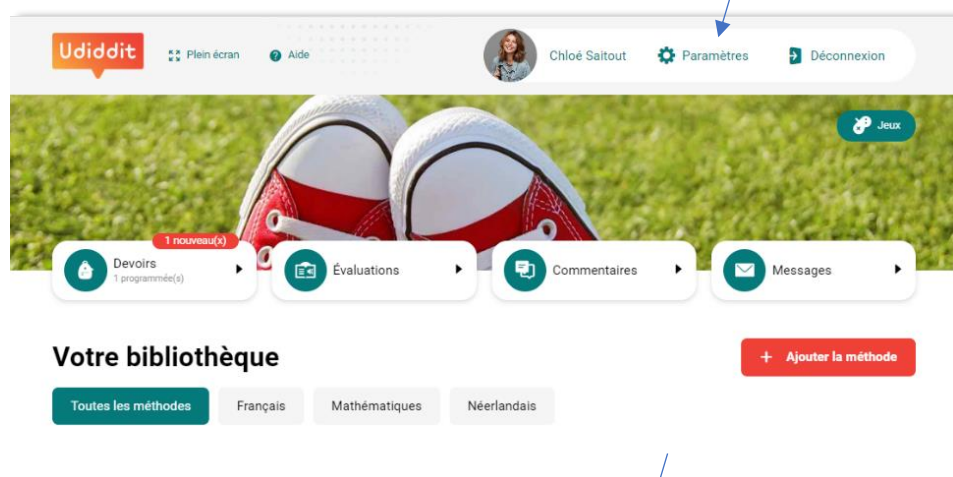 Udiddit
Plein écran
Aide
Chloé Saitout
Paramètres
Déconnexion
Jeux
1 nouveau(x)
Devoirs
1 programmée(s)
Évaluations
Commentaires
Messages
Votre bibliothèque
+ Ajouter la méthode
Toutes les méthodes
Français
Mathématiques
Néerlandais